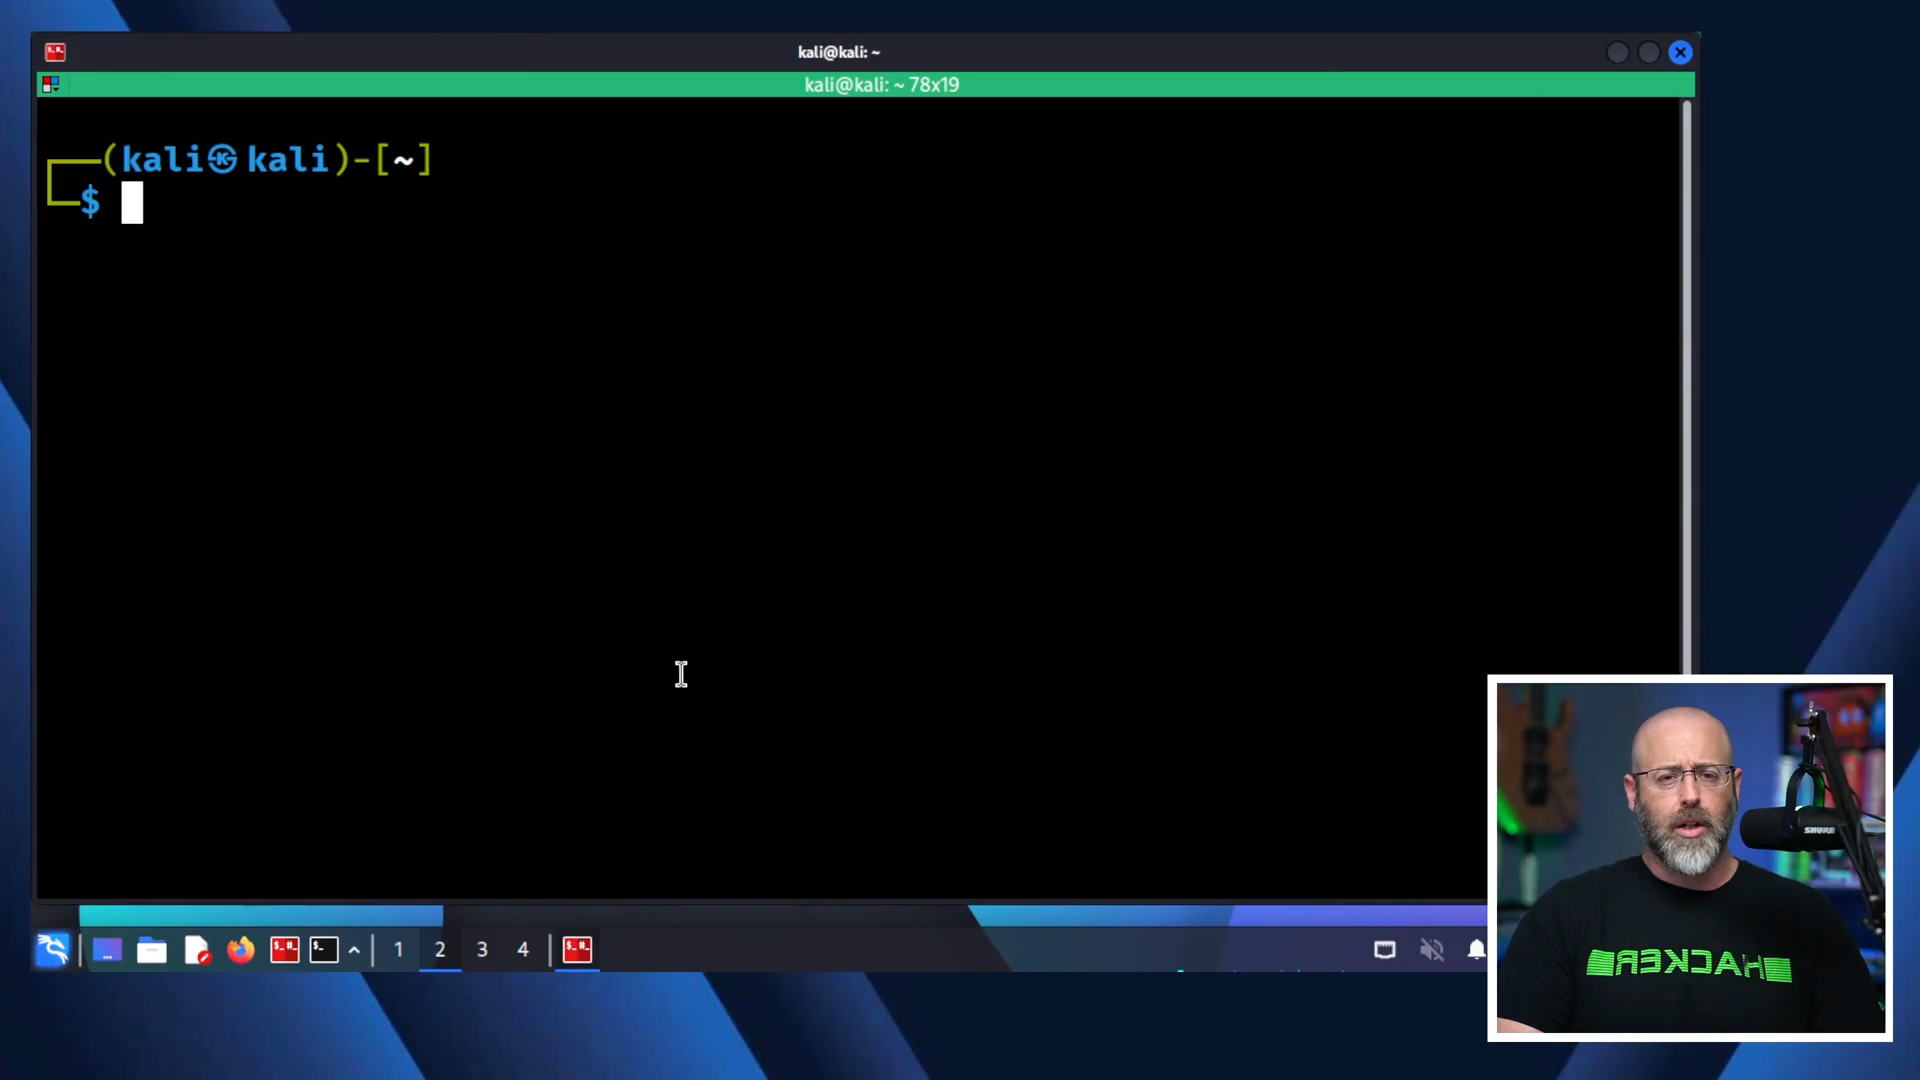 kali@kali: ~
kali@kali: ~ 78x19
(kali㉿kali)-[~]
$
1 2 3 4
SHURE
HACKER